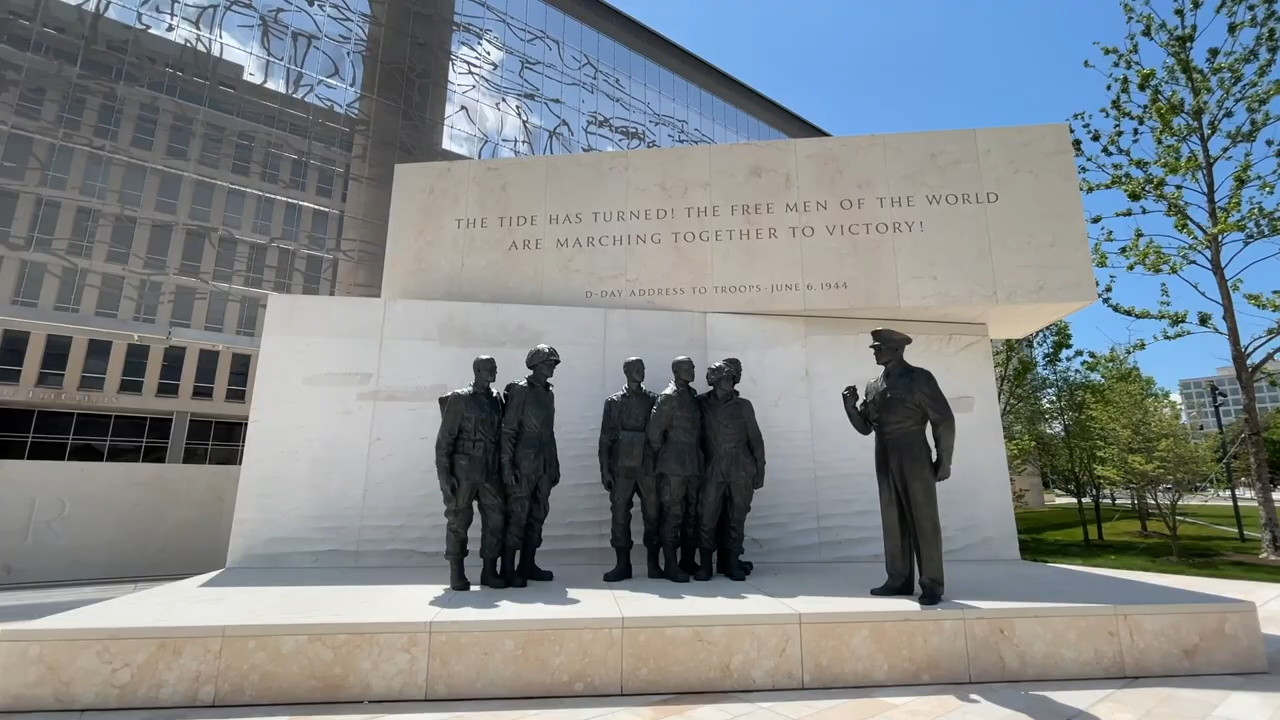 THE TIDE HAS TURNED! THE FREE MEN OF THE WORLD
ARE MARCHING TOGETHER TO VICTORY!
D-DAY ADDRESS TO TROOPS · JUNE 6, 1944
R